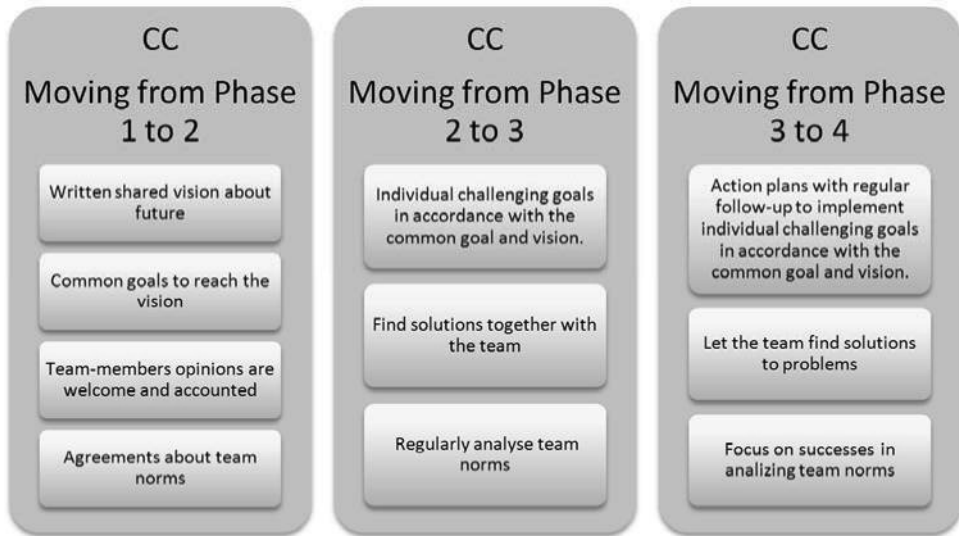 CC
Moving from Phase
1 to 2
Written shared vision about
future
Common goals to reach the
vision
Team-members opinions are
welcome and accounted
Agreements about team
norms
CC
Moving from Phase
2 to 3
Individual challenging goals
in accordance with the
common goal and vision.
Find solutions together with
the team
Regularly analyse team
norms
CC
Moving from Phase
3 to 4
Action plans with regular
follow-up to implement
individual challenging goals
in accordance with the
common goal and vision.
Let the team find solutions
to problems
Focus on successes in
analizing team norms